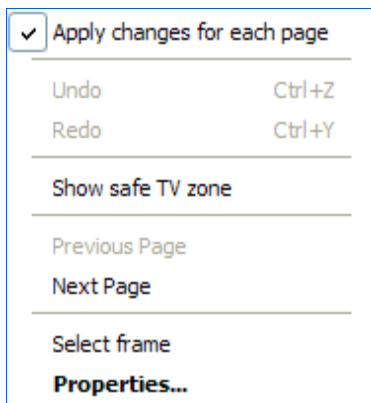 Apply changes for each page
Undo Ctrl+Z
Redo Ctrl+Y
Show safe TV zone
Previous Page
Next Page
Select frame
Properties...